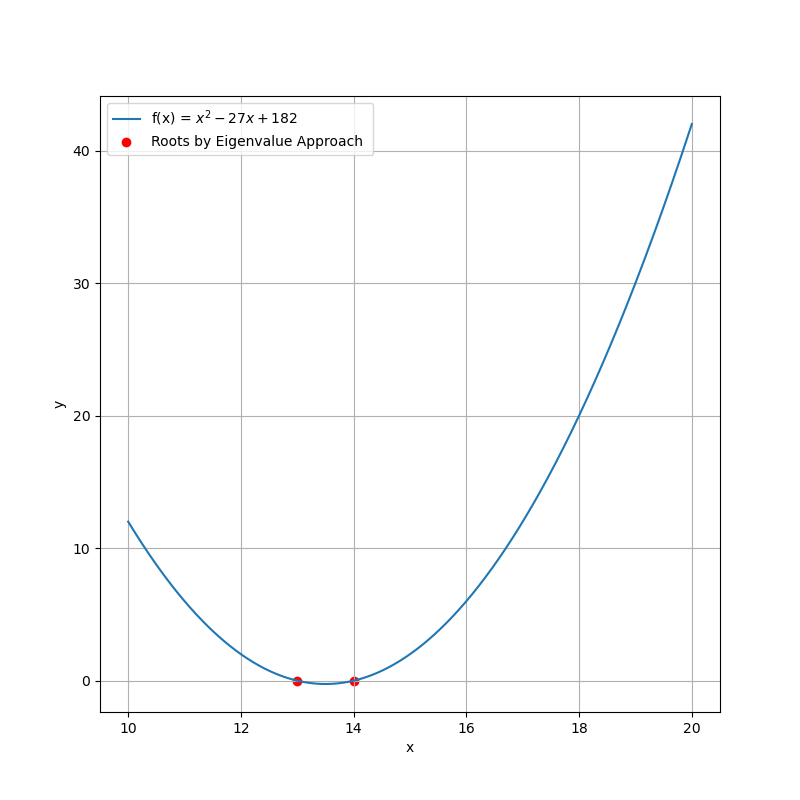 f(x) = x² − 27x + 182
Roots by Eigenvalue Approach
40
30
20
10
0
y
10 12 14 16 18 20
x